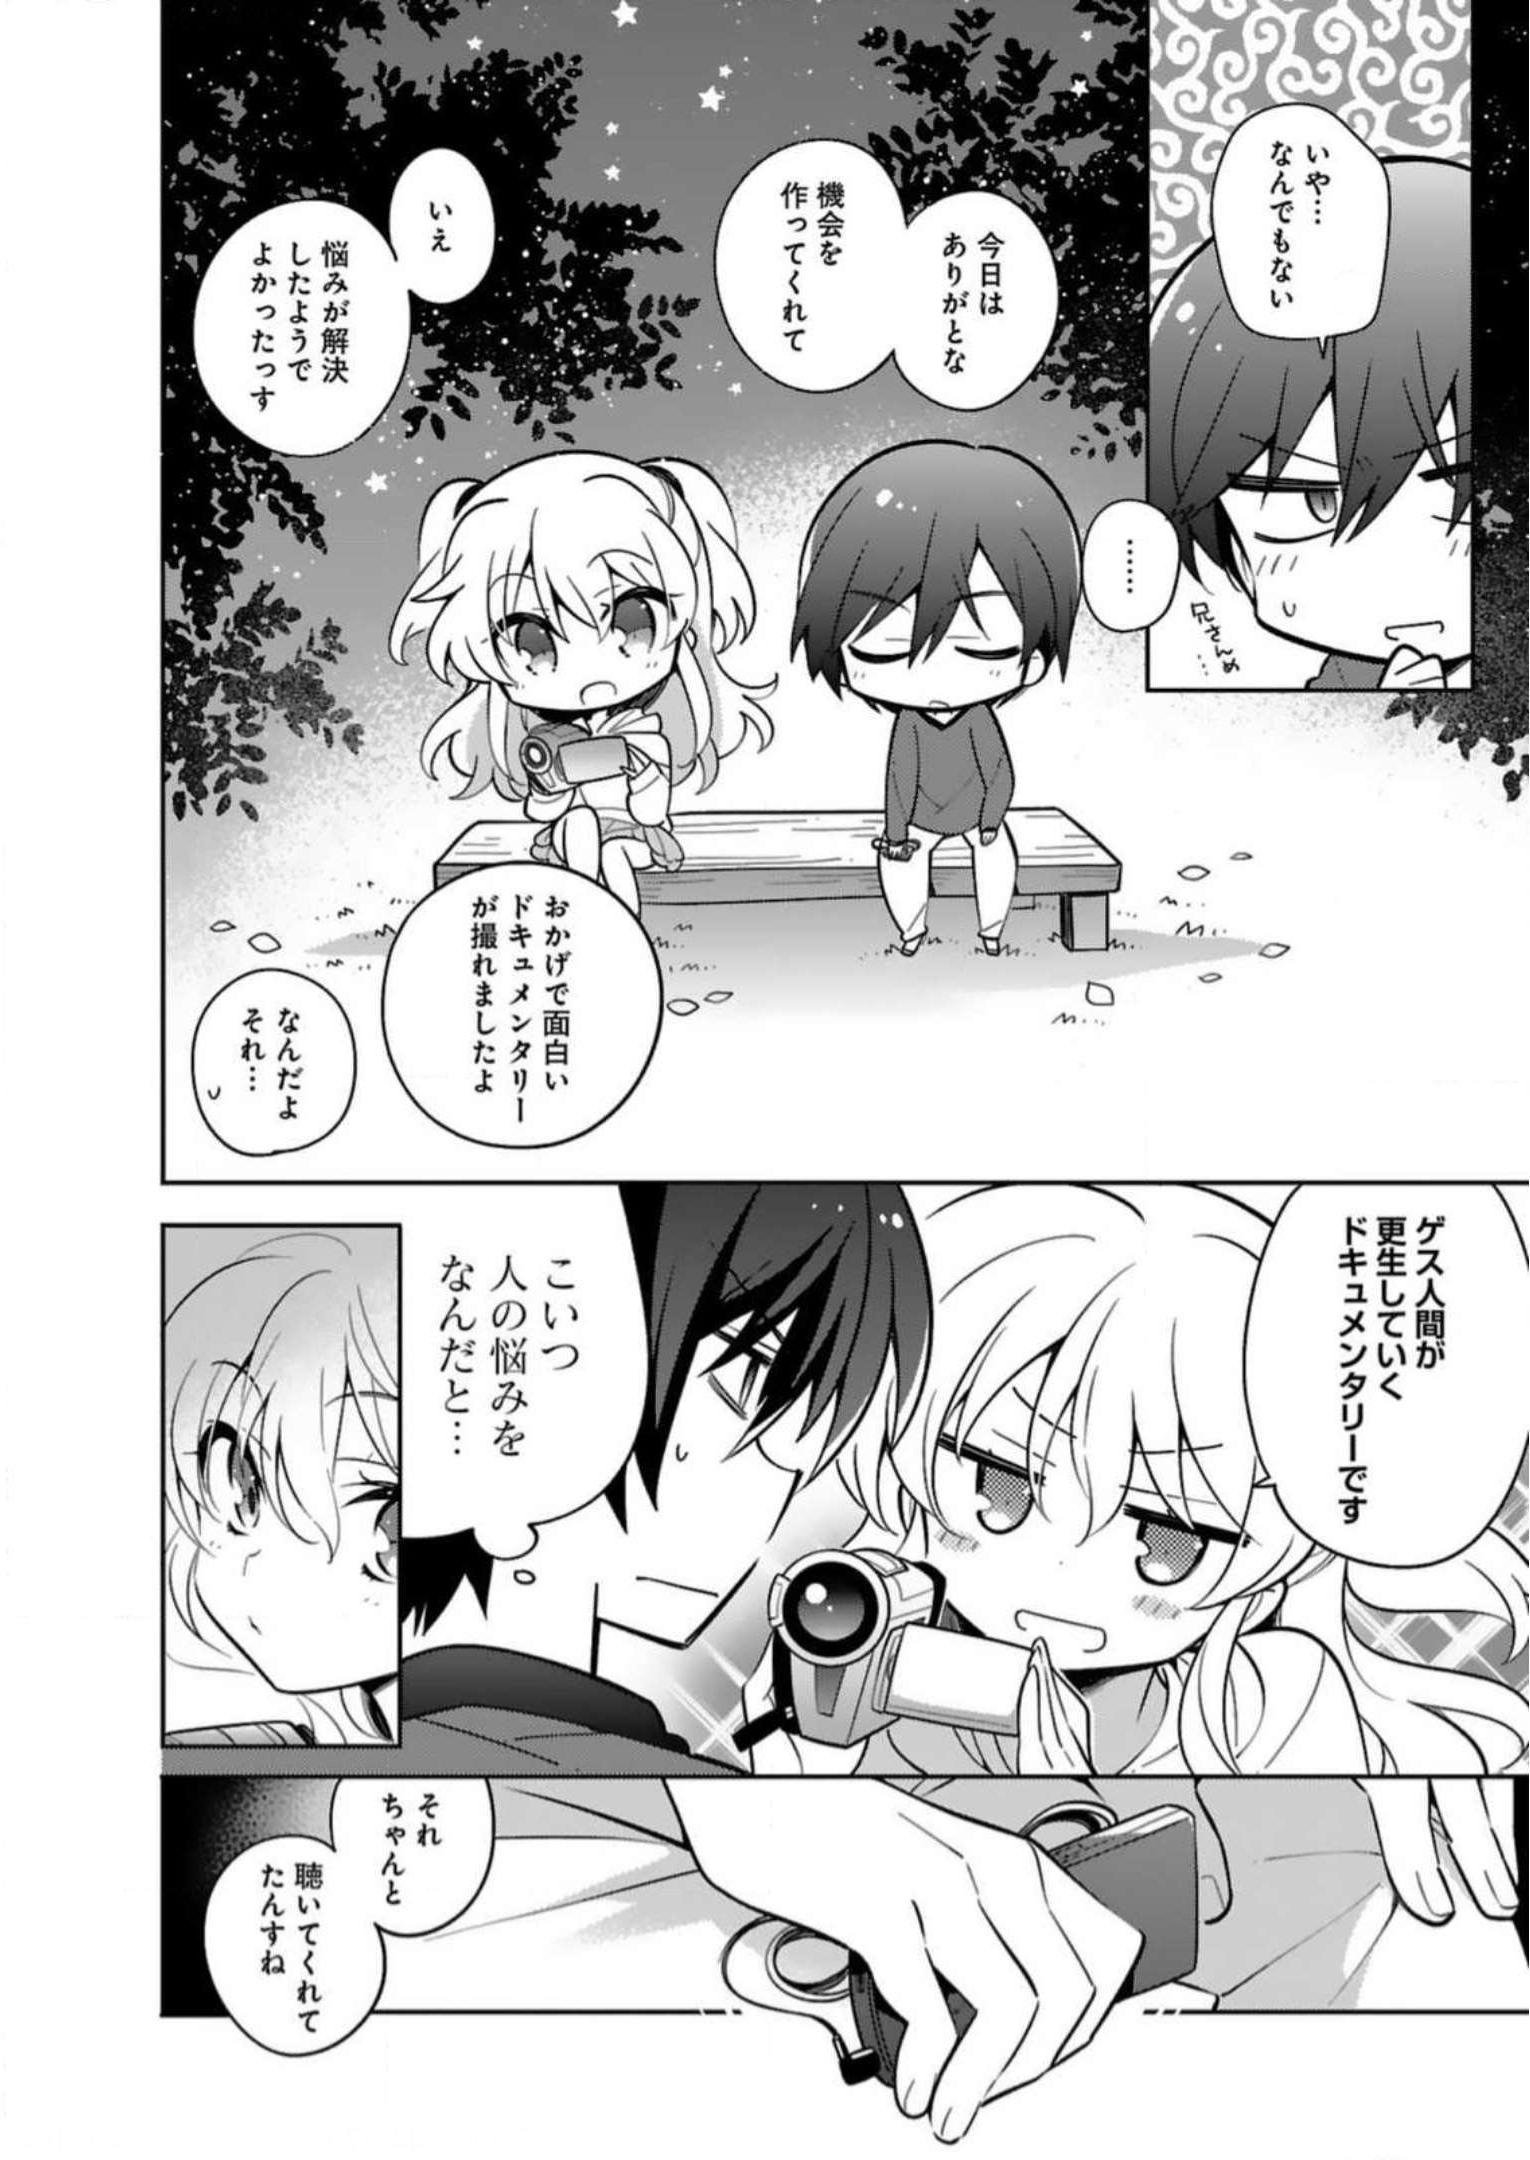 いや…
なんでもない
兄さんめ…
……
今日は
ありがとな
機会を
作ってくれて
いえ
悩みが解決
したようで
よかったっす
おかげで面白い
ドキュメンタリー
が撮れましたよ
なんだよ
それ…
ゲス人間が
更生していく
ドキュメンタリーです
こいつ
人の悩みを
なんだと…
それ
ちゃんと
聴いてくれて
たんすね